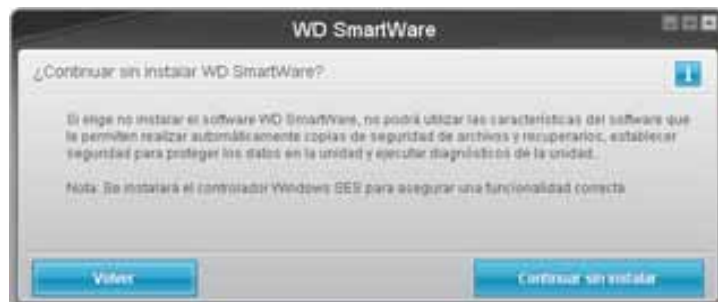 WD SmartWare
¿Continuar sin instalar WD SmartWare?
Si elige no instalar el software WD SmartWare, no podrá utilizar las características del software que
le permiten realizar automáticamente copias de seguridad de archivos y recuperarlos, establecer
seguridad para proteger los datos en la unidad y ejecutar diagnósticos de la unidad.
Nota: Se instalará el controlador Windows SES para asegurar una funcionalidad correcta
Volver
Continuar sin instalar